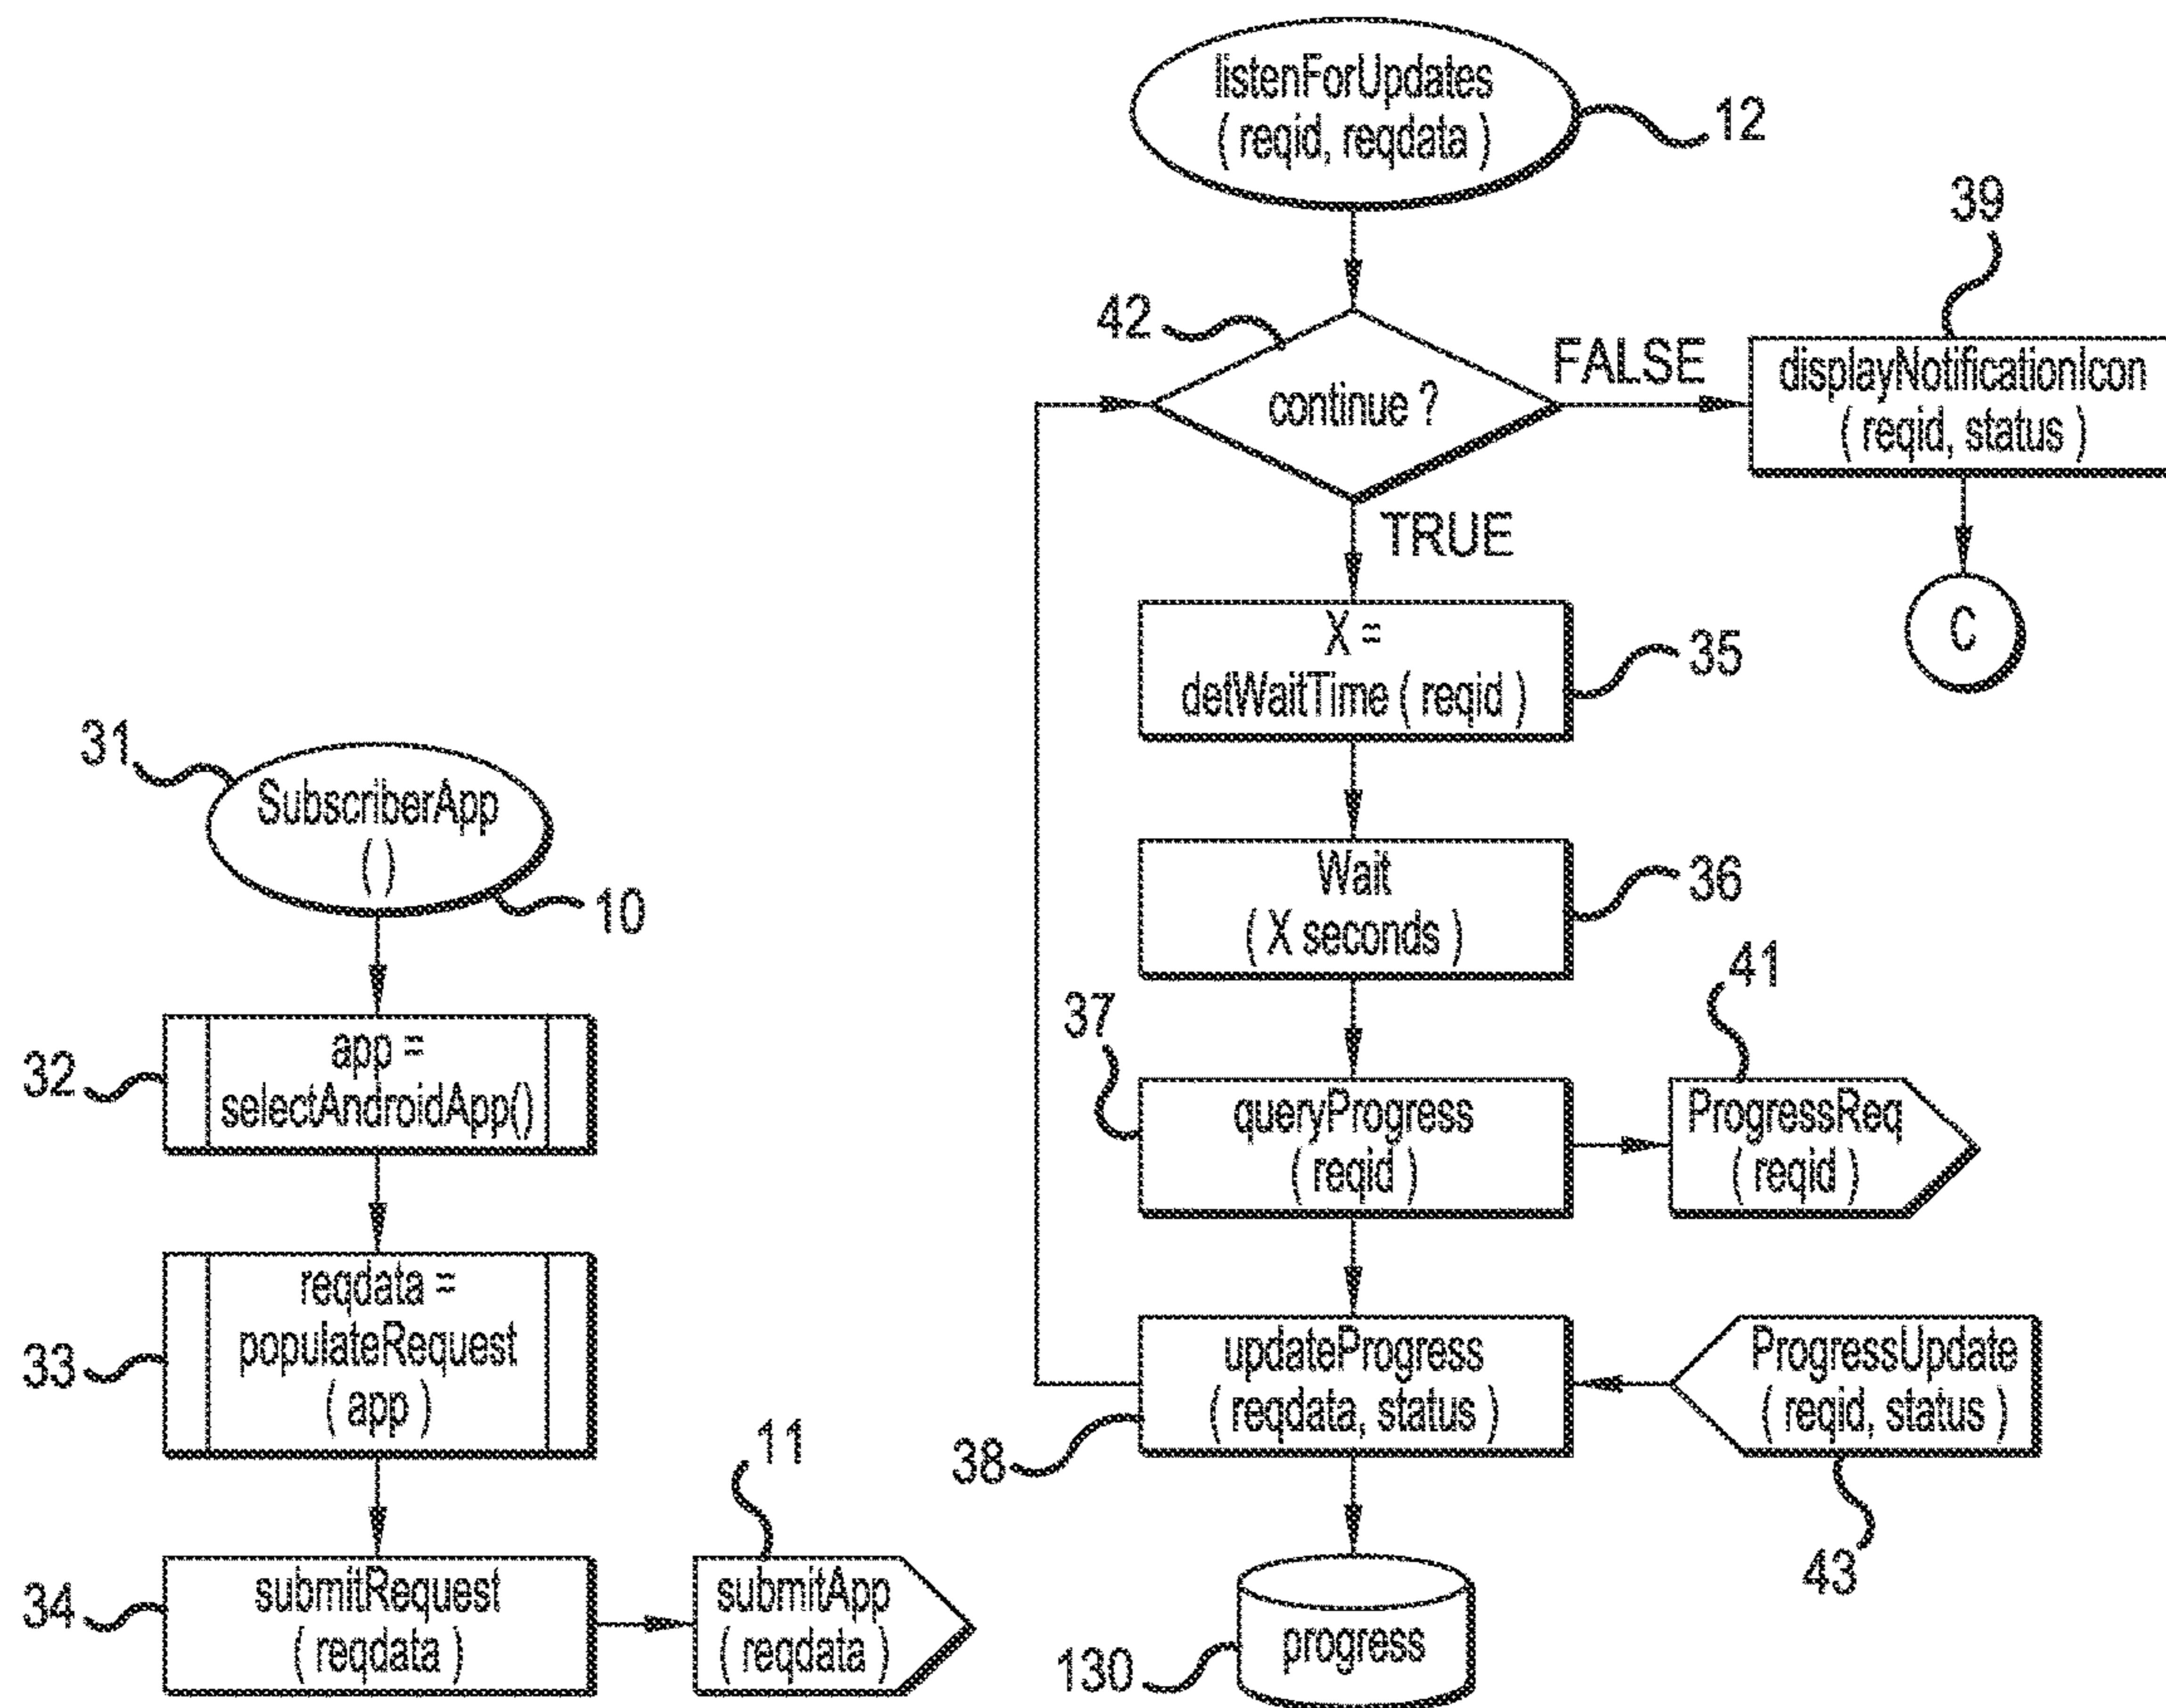 listenForUpdates
( reqid, reqdata )
12
39
42
continue ?
FALSE
displayNotificationIcon
( reqid, status )
TRUE
C
X =
detWaitTime ( reqid )
35
Wait
( X seconds )
36
37
41
queryProgress
( reqid )
ProgressReq
( reqid )
updateProgress
( reqdata, status )
38
ProgressUpdate
( reqid, status )
43
progress
130
31
SubscriberApp
( )
10
32
app =
selectAndroidApp()
33
reqdata =
populateRequest
( app )
34
submitRequest
( reqdata )
11
submitApp
( reqdata )